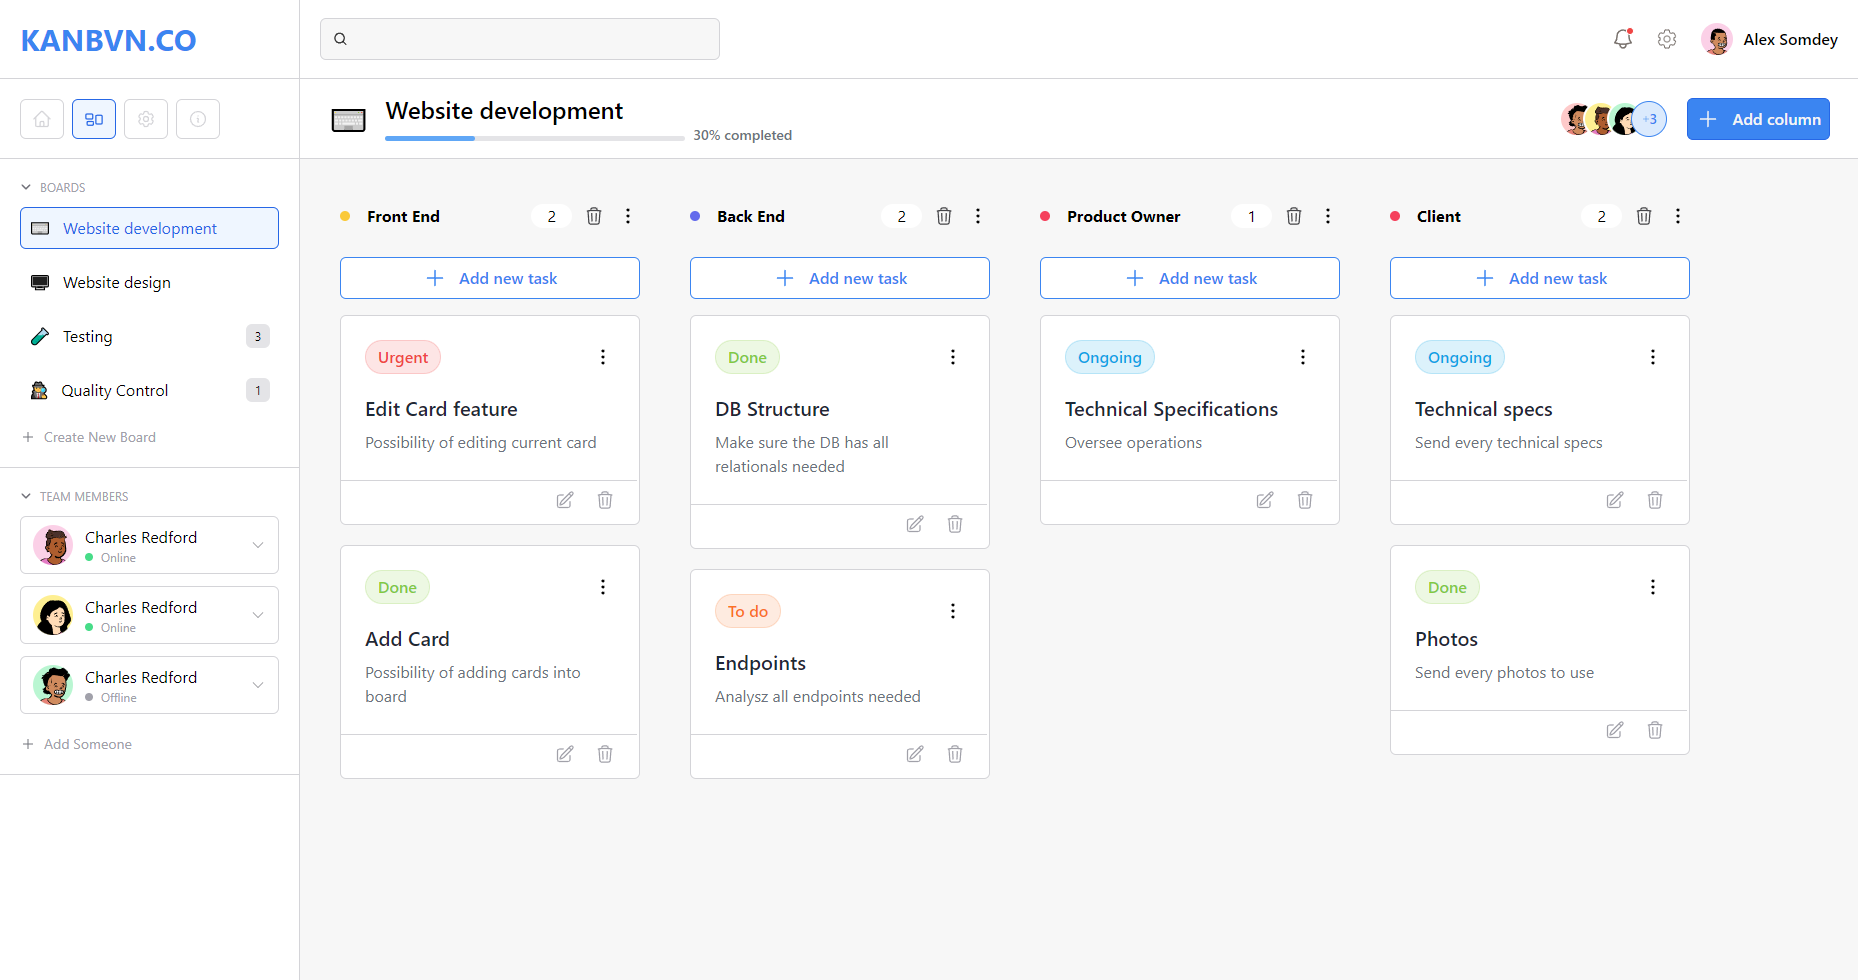 KANBVN.CO
Alex Somdey
Website development
30% completed
+3
Add column
BOARDS
Website development
Website design
Testing
3
Quality Control
1
Create New Board
TEAM MEMBERS
Charles Redford
Online
Charles Redford
Online
Charles Redford
Offline
Add Someone
Front End
2
Add new task
Urgent
Edit Card feature
Possibility of editing current card
Done
Add Card
Possibility of adding cards into
board
Back End
2
Add new task
Done
DB Structure
Make sure the DB has all
relationals needed
To do
Endpoints
Analysz all endpoints needed
Product Owner
1
Add new task
Ongoing
Technical Specifications
Oversee operations
Client
2
Add new task
Ongoing
Technical specs
Send every technical specs
Done
Photos
Send every photos to use